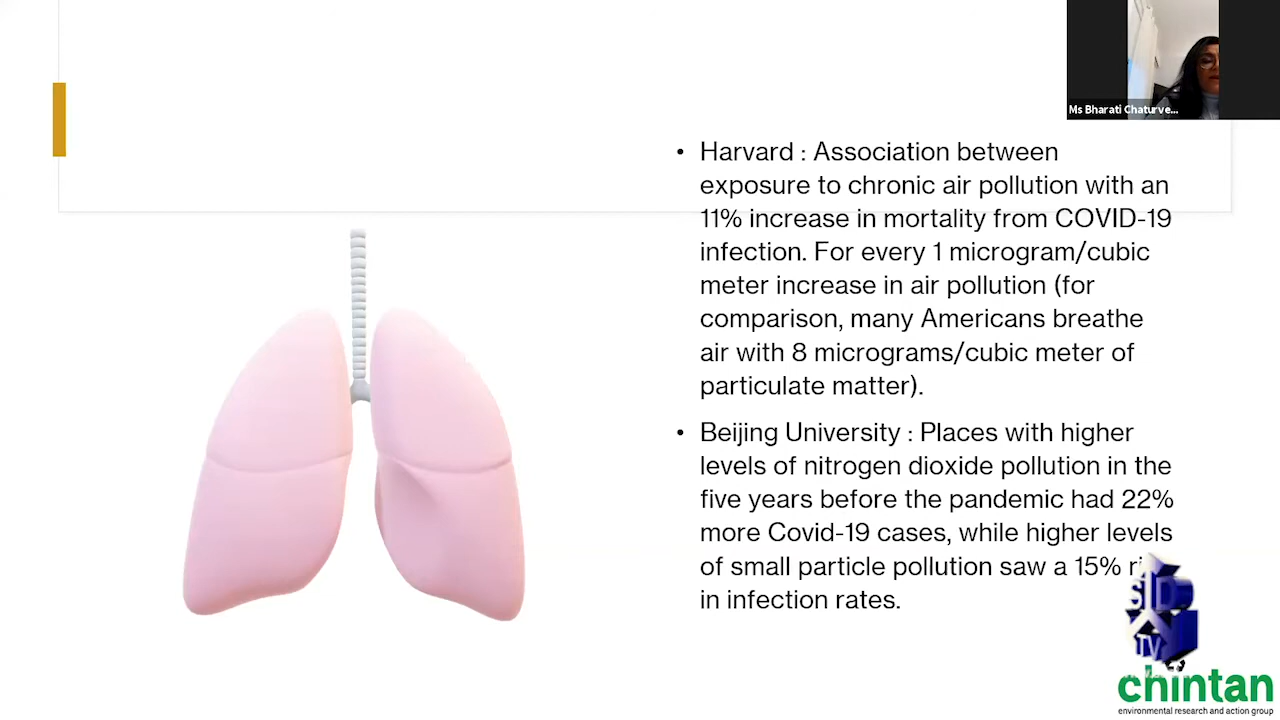 Ms Bharati Chaturve...
• Harvard : Association between
exposure to chronic air pollution with an
11% increase in mortality from COVID-19
infection. For every 1 microgram/cubic
meter increase in air pollution (for
comparison, many Americans breathe
air with 8 micrograms/cubic meter of
particulate matter).
• Beijing University : Places with higher
levels of nitrogen dioxide pollution in the
five years before the pandemic had 22%
more Covid-19 cases, while higher levels
of small particle pollution saw a 15%
in infection rates.
SID
TV
chintan
environmental research and action group